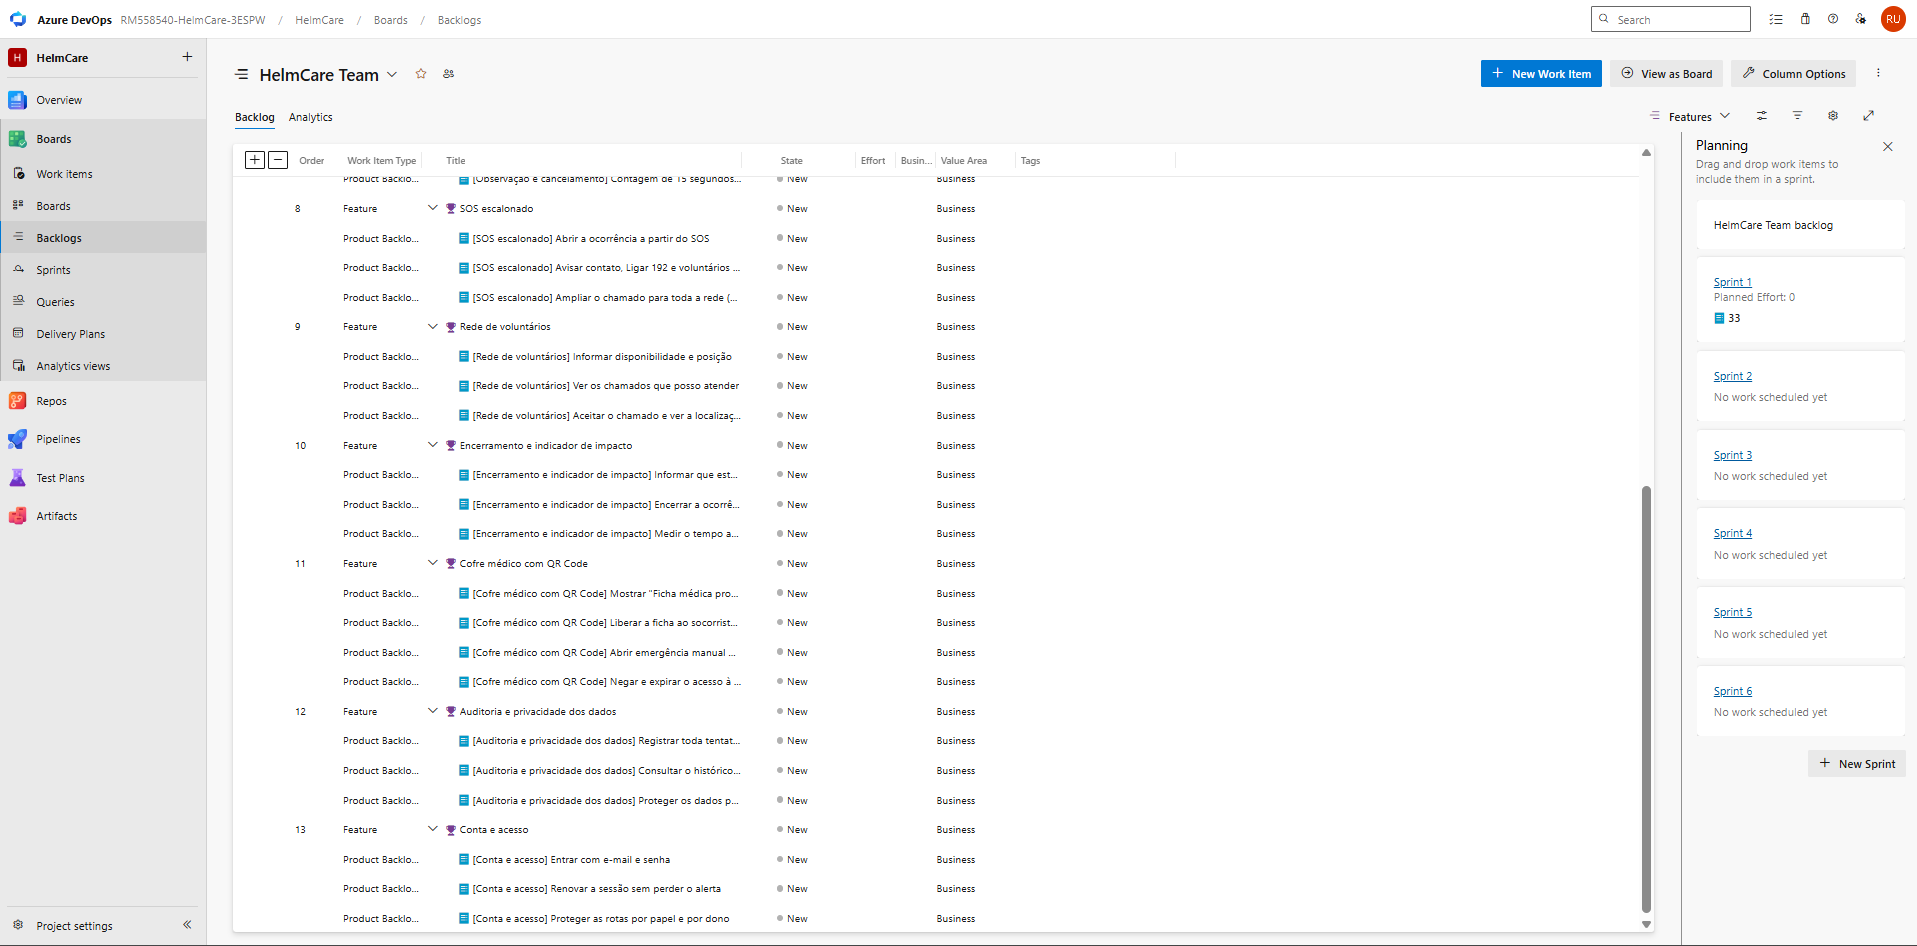 Azure DevOps RM558540-HelmCare-3ESPW / HelmCare / Boards / Backlogs
Search
RU
H HelmCare
Overview
Boards
Work items
Boards
Backlogs
Sprints
Queries
Delivery Plans
Analytics views
Repos
Pipelines
Test Plans
Artifacts
Project settings
HelmCare Team
New Work Item
View as Board
Column Options
Backlog Analytics
Features
Order Work Item Type Title State Effort Busin... Value Area Tags
Product Backlo... [Observação e cancelamento] Contagem de 15 segundos... New Business
8 Feature SOS escalonado New Business
Product Backlo... [SOS escalonado] Abrir a ocorrência a partir do SOS New Business
Product Backlo... [SOS escalonado] Avisar contato, Ligar 192 e voluntários ... New Business
Product Backlo... [SOS escalonado] Ampliar o chamado para toda a rede (... New Business
9 Feature Rede de voluntários New Business
Product Backlo... [Rede de voluntários] Informar disponibilidade e posição New Business
Product Backlo... [Rede de voluntários] Ver os chamados que posso atender New Business
Product Backlo... [Rede de voluntários] Aceitar o chamado e ver a localizaç... New Business
10 Feature Encerramento e indicador de impacto New Business
Product Backlo... [Encerramento e indicador de impacto] Informar que est... New Business
Product Backlo... [Encerramento e indicador de impacto] Encerrar a ocorrê... New Business
Product Backlo... [Encerramento e indicador de impacto] Medir o tempo a... New Business
11 Feature Cofre médico com QR Code New Business
Product Backlo... [Cofre médico com QR Code] Mostrar "Ficha médica pro... New Business
Product Backlo... [Cofre médico com QR Code] Liberar a ficha ao socorrist... New Business
Product Backlo... [Cofre médico com QR Code] Abrir emergência manual ... New Business
Product Backlo... [Cofre médico com QR Code] Negar e expirar o acesso à ... New Business
12 Feature Auditoria e privacidade dos dados New Business
Product Backlo... [Auditoria e privacidade dos dados] Registrar toda tentat... New Business
Product Backlo... [Auditoria e privacidade dos dados] Consultar o histórico... New Business
Product Backlo... [Auditoria e privacidade dos dados] Proteger os dados p... New Business
13 Feature Conta e acesso New Business
Product Backlo... [Conta e acesso] Entrar com e-mail e senha New Business
Product Backlo... [Conta e acesso] Renovar a sessão sem perder o alerta New Business
Product Backlo... [Conta e acesso] Proteger as rotas por papel e por dono New Business
Planning
Drag and drop work items to
include them in a sprint.
HelmCare Team backlog
Sprint 1
Planned Effort: 0
33
Sprint 2
No work scheduled yet
Sprint 3
No work scheduled yet
Sprint 4
No work scheduled yet
Sprint 5
No work scheduled yet
Sprint 6
No work scheduled yet
New Sprint